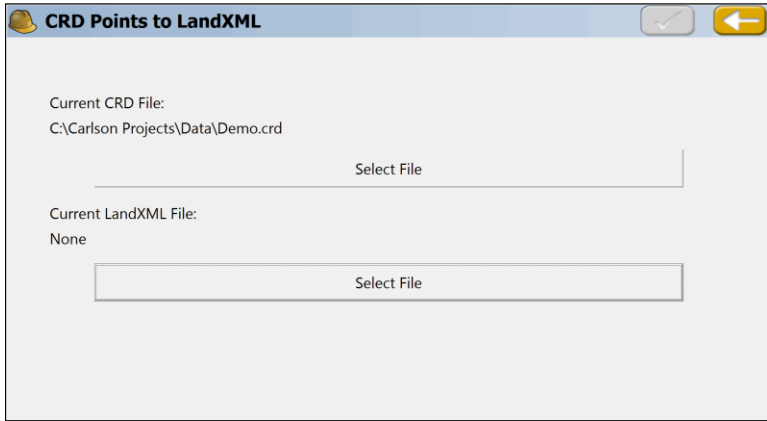 CRD Points to LandXML
Current CRD File:
C:\Carlson Projects\Data\Demo.crd
Select File
Current LandXML File:
None
Select File